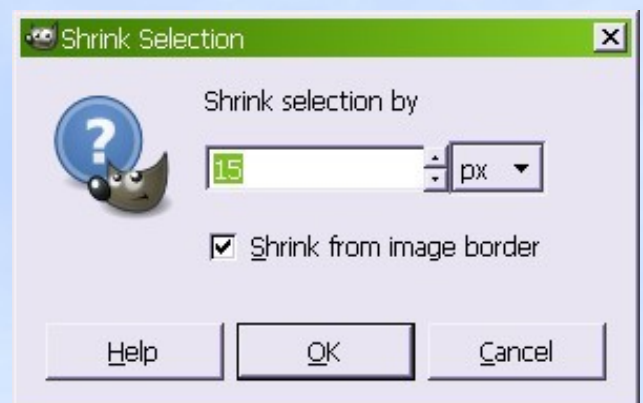 Shrink Selection
Shrink selection by
15 px
Shrink from image border
Help OK Cancel